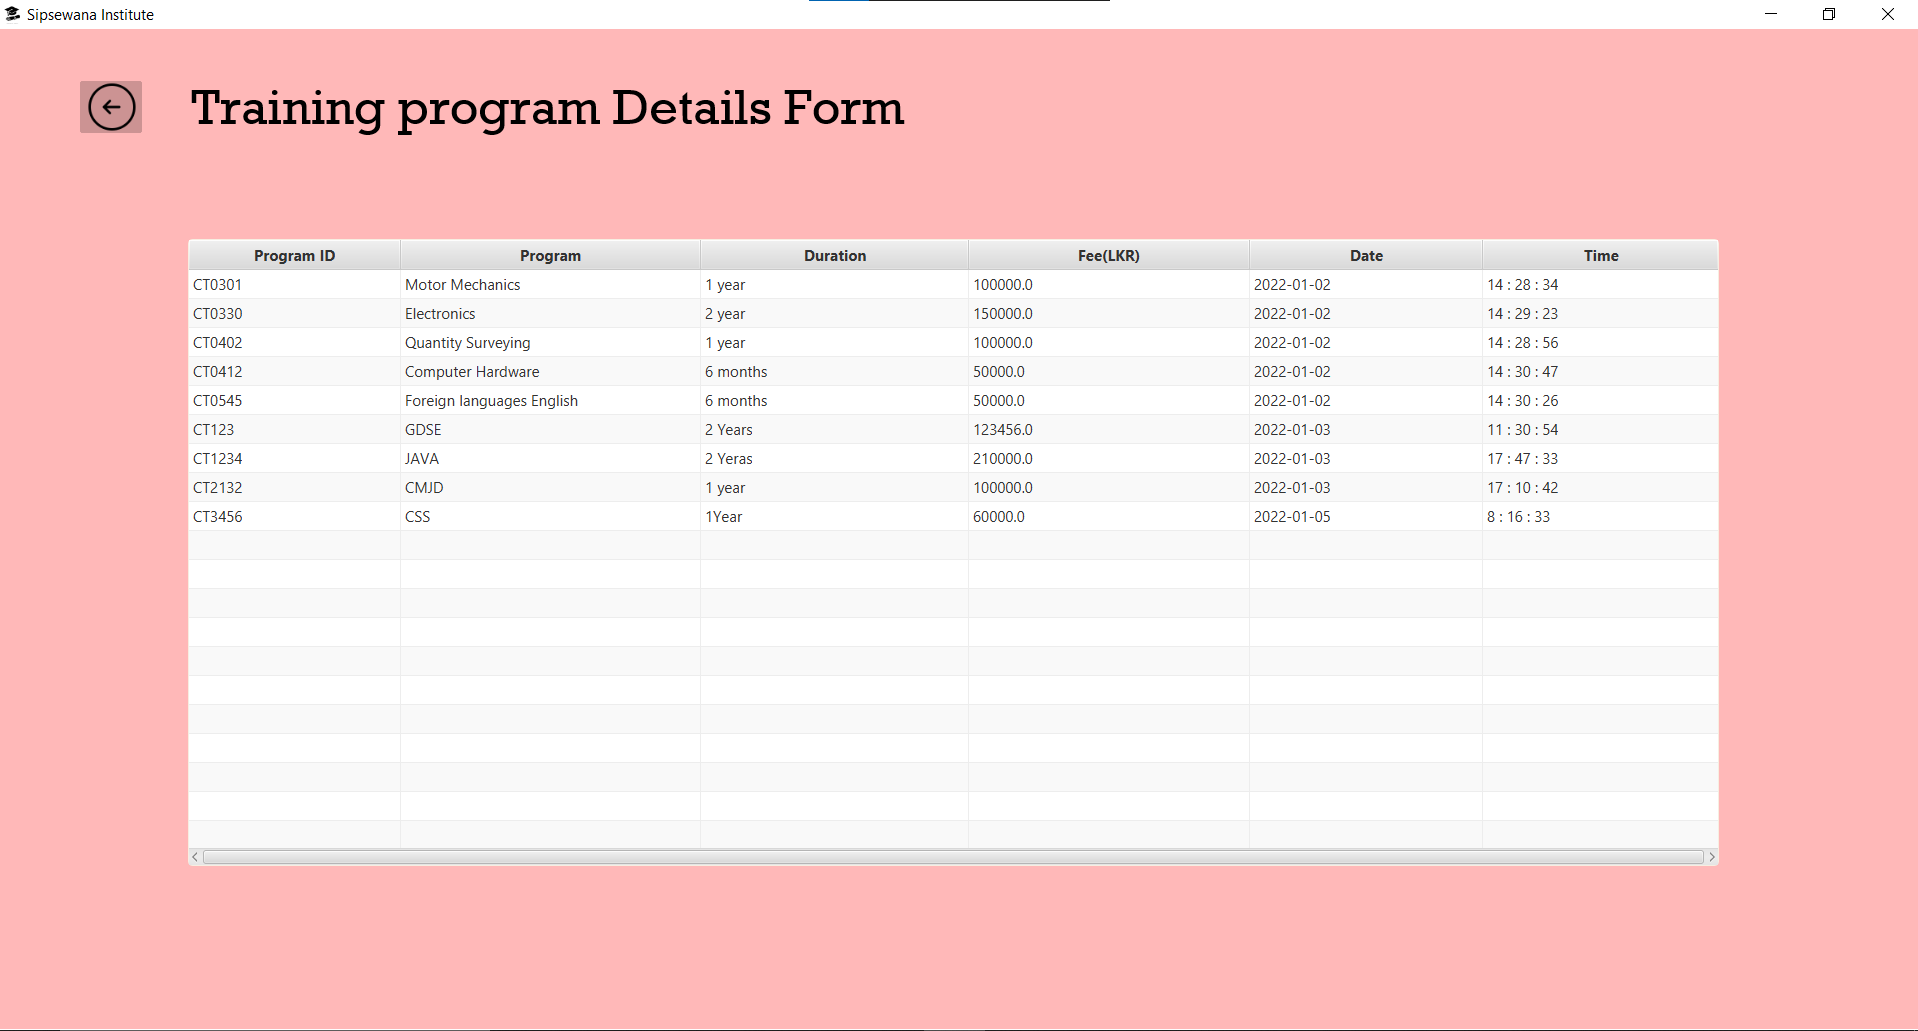 Sipsewana Institute
Training program Details Form
Program ID Program Duration Fee(LKR) Date Time
CT0301 Motor Mechanics 1 year 100000.0 2022-01-02 14 : 28 : 34
CT0330 Electronics 2 year 150000.0 2022-01-02 14 : 29 : 23
CT0402 Quantity Surveying 1 year 100000.0 2022-01-02 14 : 28 : 56
CT0412 Computer Hardware 6 months 50000.0 2022-01-02 14 : 30 : 47
CT0545 Foreign languages English 6 months 50000.0 2022-01-02 14 : 30 : 26
CT123 GDSE 2 Years 123456.0 2022-01-03 11 : 30 : 54
CT1234 JAVA 2 Yeras 210000.0 2022-01-03 17 : 47 : 33
CT2132 CMJD 1 year 100000.0 2022-01-03 17 : 10 : 42
CT3456 CSS 1Year 60000.0 2022-01-05 8 : 16 : 33